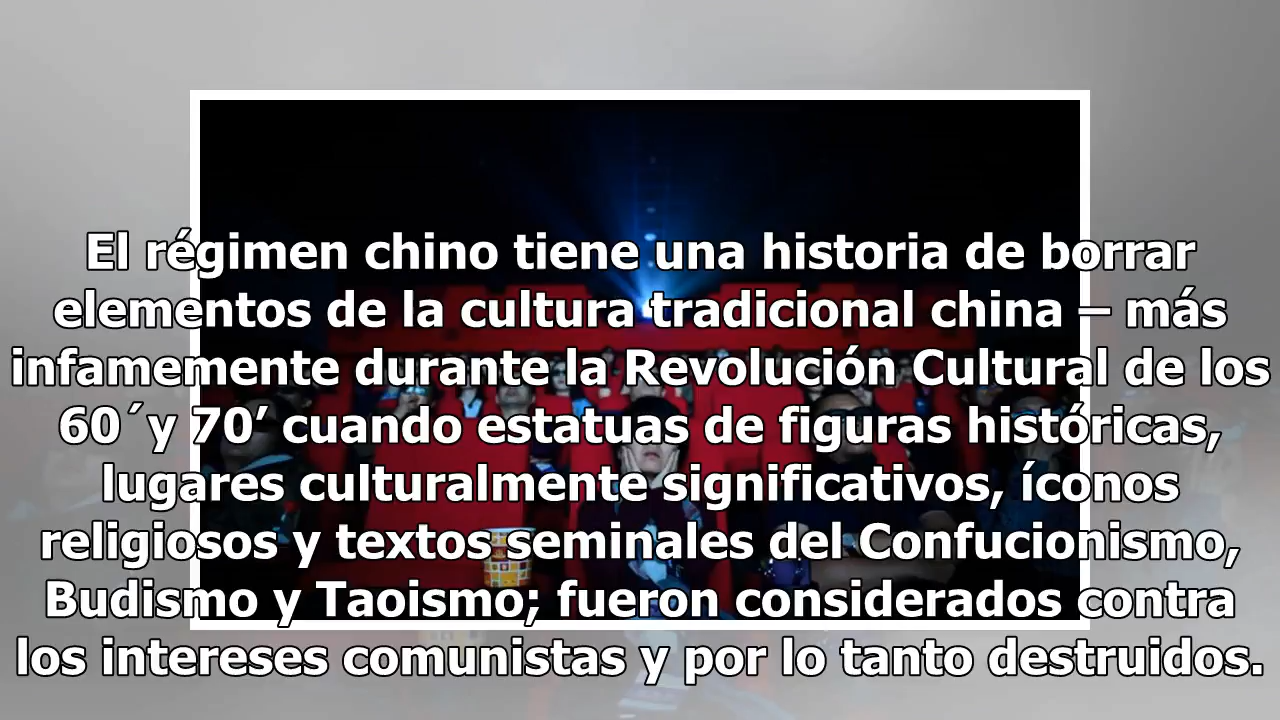 El régimen chino tiene una historia de borrar
elementos de la cultura tradicional china – más
infamemente durante la Revolución Cultural de los
60´y 70’ cuando estatuas de figuras históricas,
lugares culturalmente significativos, íconos
religiosos y textos seminales del Confucionismo,
Budismo y Taoismo; fueron considerados contra
los intereses comunistas y por lo tanto destruidos.